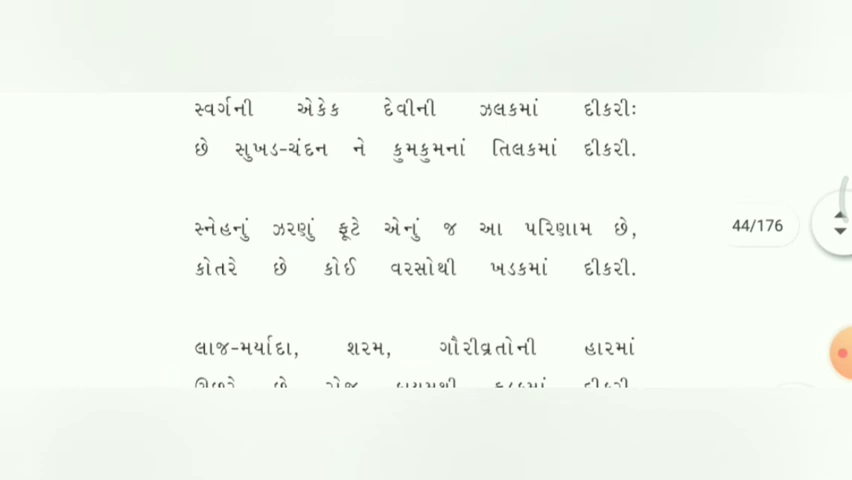 સ્વર્ગની એકેક દેવીની ઝલકમાં દીકરીઃ
છે સુખડ-ચંદન ને કુમકુમનાં તિલકમાં દીકરી.
સ્નેહનું ઝરણું ફૂટે એનું જ આ પરિણામ છે,
44/176
કોતરે છે કોઈ વરસોથી ખડકમાં દીકરી.
લાજ-મર્યાદા, શરમ, ગૌરીવ્રતોની હારમાં
છે દીકરી